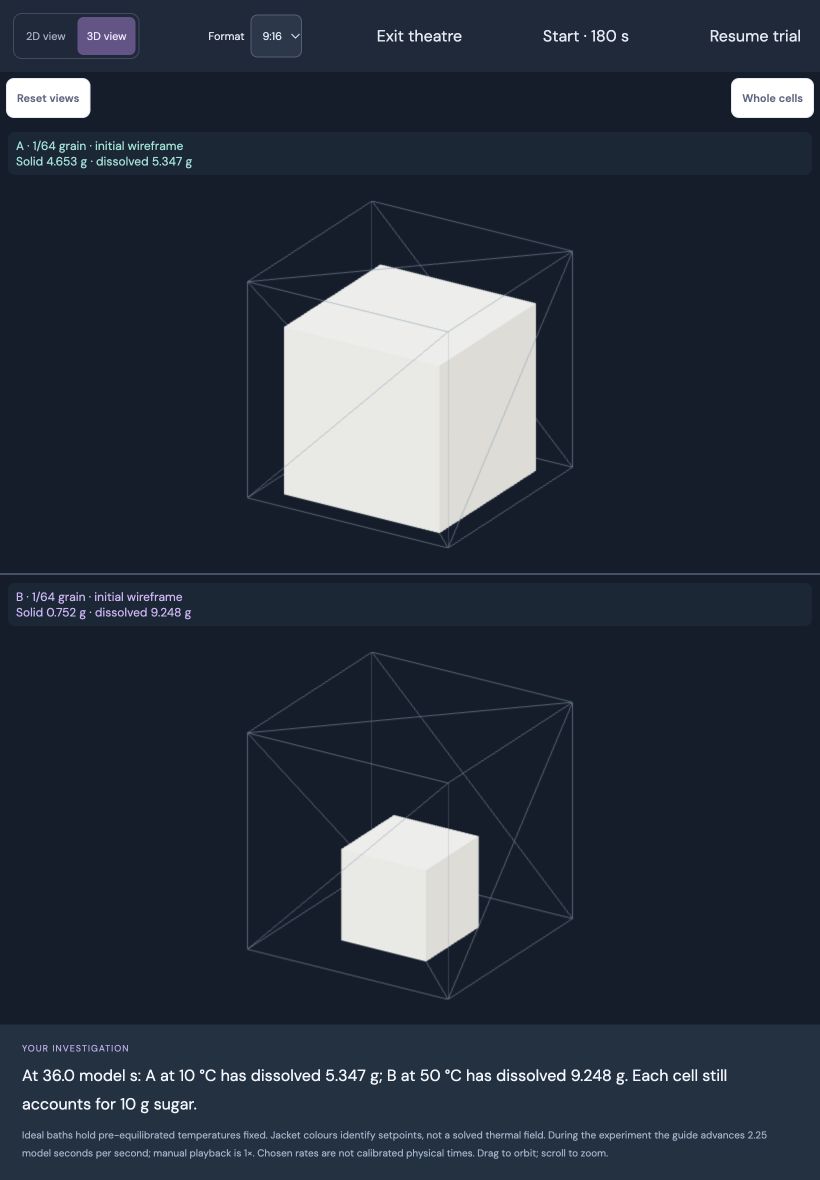 2D view
3D view
Format
9:16
Exit theatre
Start · 180 s
Resume trial
Reset views
Whole cells
A · 1/64 grain · initial wireframe
Solid 4.653 g · dissolved 5.347 g
B · 1/64 grain · initial wireframe
Solid 0.752 g · dissolved 9.248 g
YOUR INVESTIGATION
At 36.0 model s: A at 10 °C has dissolved 5.347 g; B at 50 °C has dissolved 9.248 g. Each cell still
accounts for 10 g sugar.
Ideal baths hold pre-equilibrated temperatures fixed. Jacket colours identify setpoints, not a solved thermal field. During the experiment the guide advances 2.25
model seconds per second; manual playback is 1×. Chosen rates are not calibrated physical times. Drag to orbit; scroll to zoom.